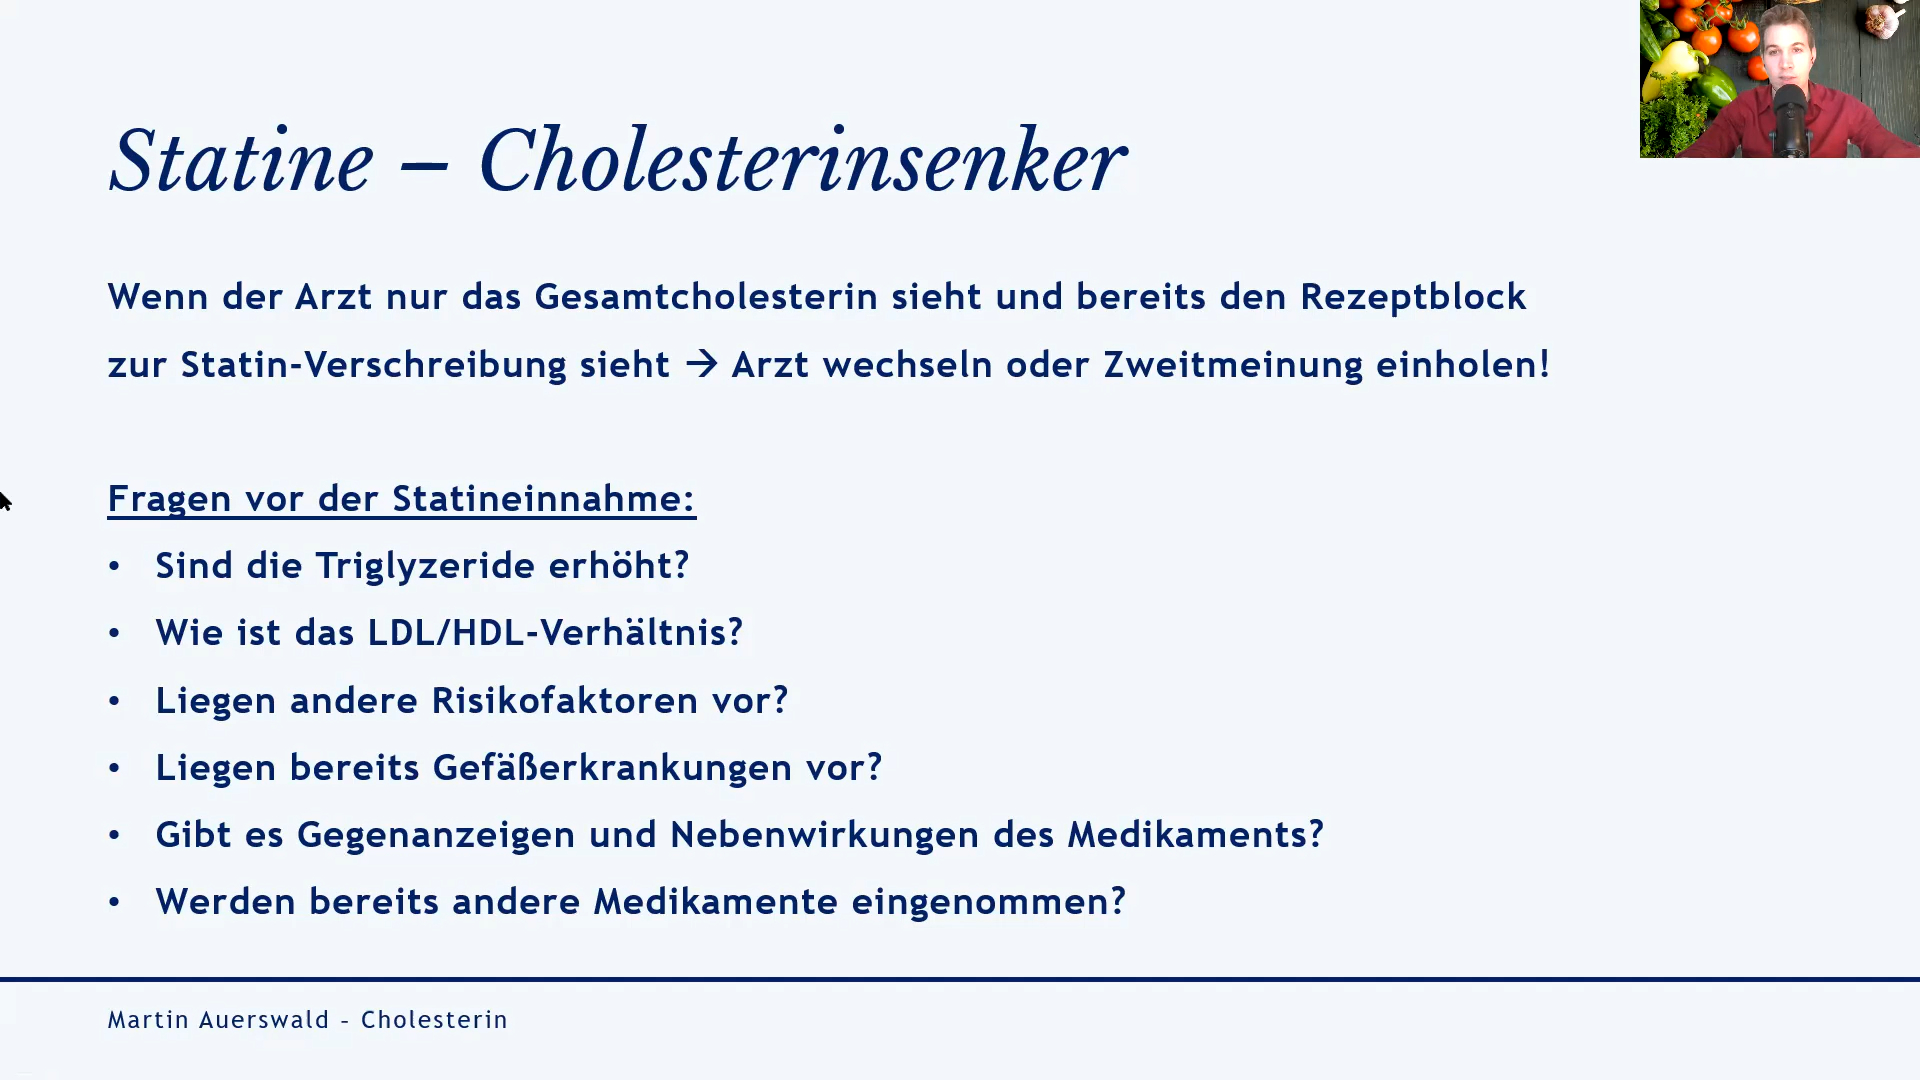 Statine – Cholesterinsenker
Wenn der Arzt nur das Gesamtcholesterin sieht und bereits den Rezeptblock
zur Statin-Verschreibung sieht → Arzt wechseln oder Zweitmeinung einholen!
Fragen vor der Statineinnahme:
• Sind die Triglyzeride erhöht?
• Wie ist das LDL/HDL-Verhältnis?
• Liegen andere Risikofaktoren vor?
• Liegen bereits Gefäßerkrankungen vor?
• Gibt es Gegenanzeigen und Nebenwirkungen des Medikaments?
• Werden bereits andere Medikamente eingenommen?
Martin Auerswald – Cholesterin